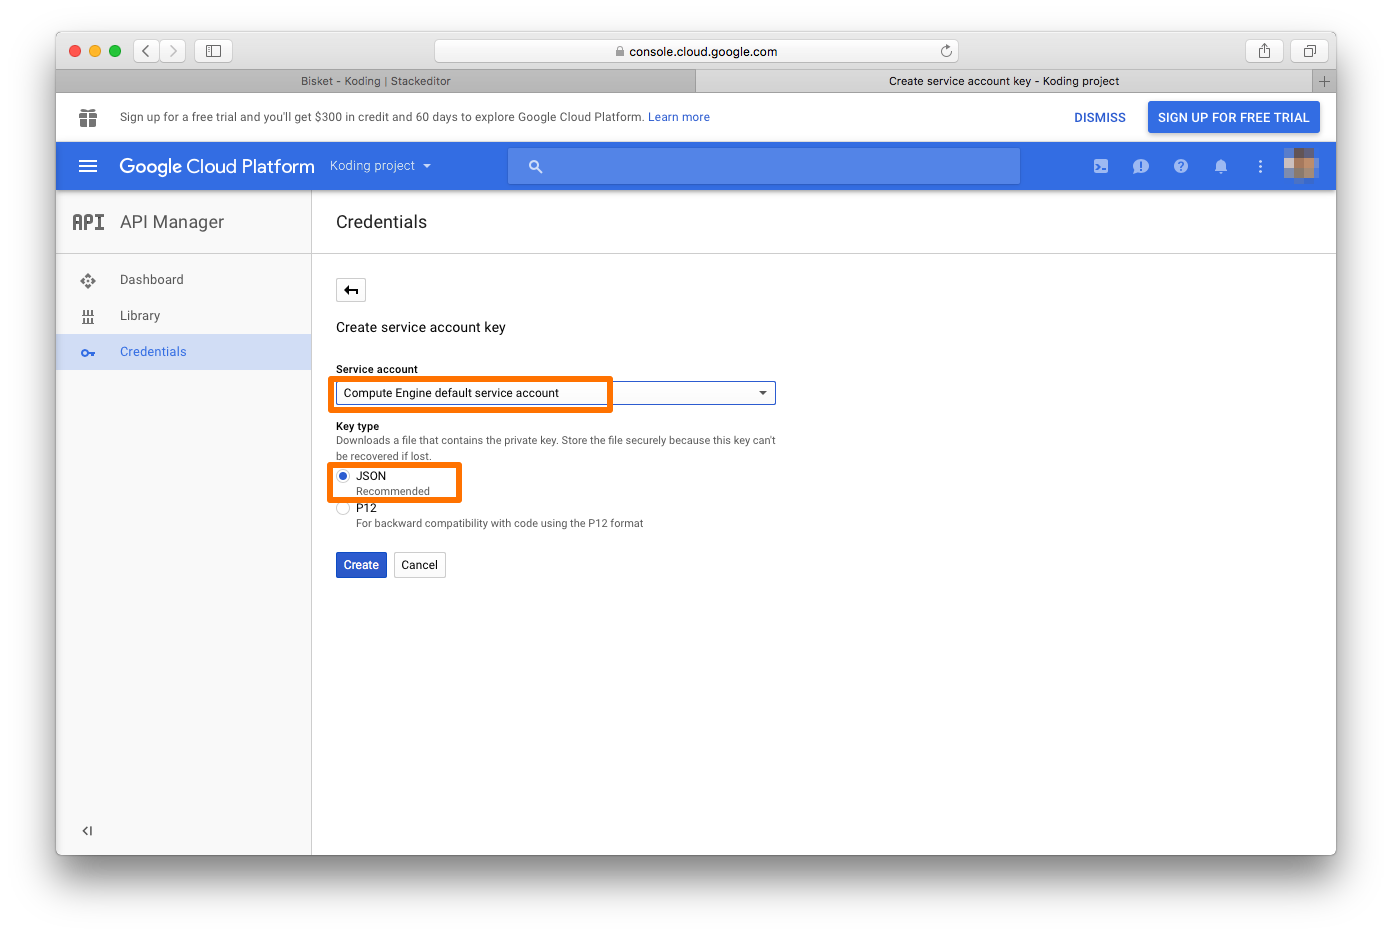 console.cloud.google.com
Bisket - Koding | Stackeditor
Create service account key - Koding project
Sign up for a free trial and you'll get $300 in credit and 60 days to explore Google Cloud Platform. Learn more
DISMISS
SIGN UP FOR FREE TRIAL
Google Cloud Platform
Koding project
API
API Manager
Credentials
Dashboard
Library
Credentials
Create service account key
Service account
Compute Engine default service account
Key type
Downloads a file that contains the private key. Store the file securely because this key can't
be recovered if lost.
JSON
Recommended
P12
For backward compatibility with code using the P12 format
Create
Cancel